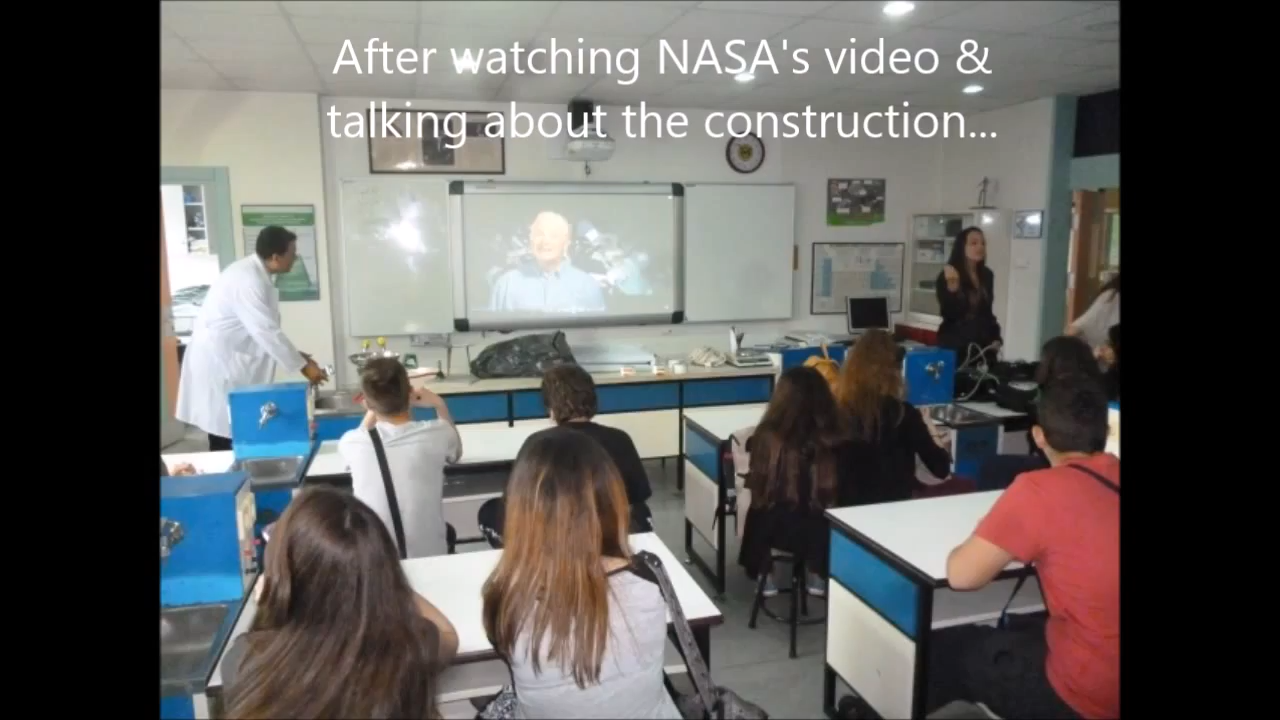 After watching NASA's video &
talking about the construction...